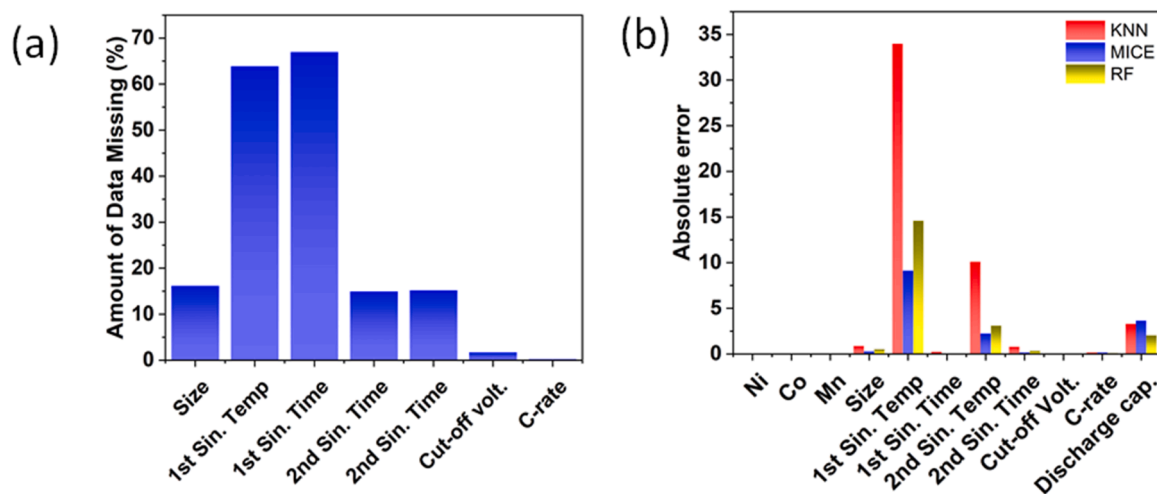 (a)
Amount of Data Missing (%)
70
60
50
40
30
20
10
0
Size
1st Sin. Temp
1st Sin. Time
2nd Sin. Time
2nd Sin. Time
Cut-off volt.
C-rate
(b)
Absolute error
35
30
25
20
15
10
5
0
KNN
MICE
RF
Ni
Co
Mn
Size
1st Sin. Temp
1st Sin. Time
2nd Sin. Temp
2nd Sin. Time
Cut-off Volt.
C-rate
Discharge cap.